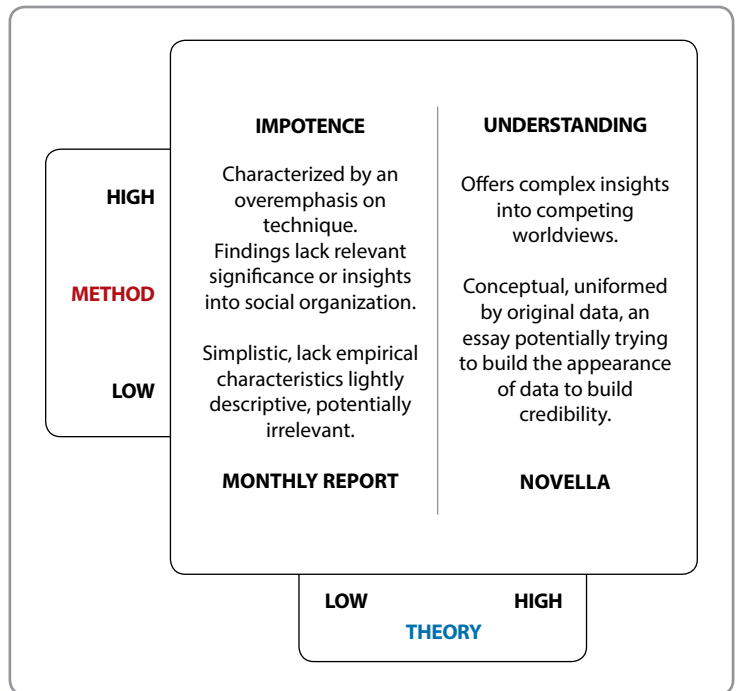 IMPOTENCE
Characterized by an
overemphasis on
technique.
Findings lack relevant
significance or insights
into social organization.
Simplistic, lack empirical
characteristics lightly
descriptive, potentially
irrelevant.
MONTHLY REPORT
UNDERSTANDING
Offers complex insights
into competing
worldviews.
Conceptual, uniformed
by original data, an
essay potentially trying
to build the appearance
of data to build
credibility.
NOVELLA
HIGH
METHOD
LOW
LOW
HIGH
THEORY